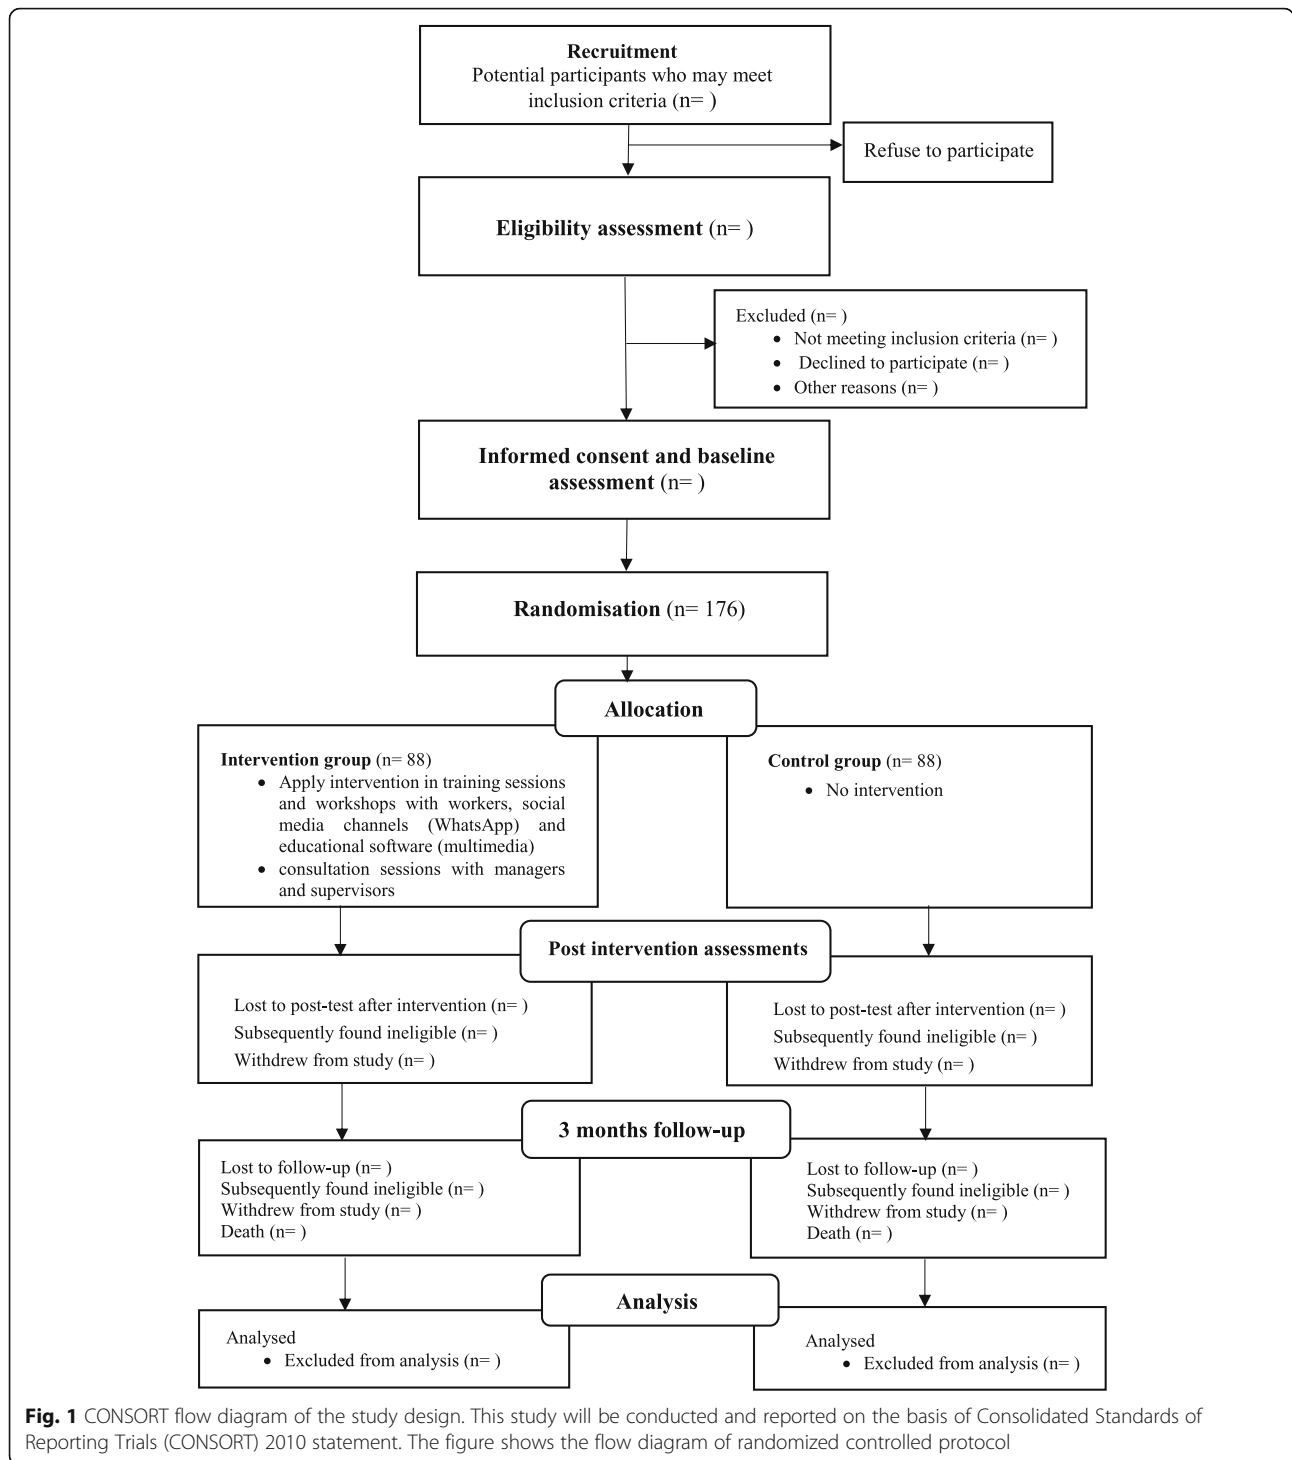 Recruitment
Potential participants who may meet
inclusion criteria (n= )
Refuse to participate
Eligibility assessment (n= )
Excluded (n= )
• Not meeting inclusion criteria (n= )
• Declined to participate (n= )
• Other reasons (n= )
Informed consent and baseline
assessment (n= )
Randomisation (n= 176)
Allocation
Intervention group (n= 88)
• Apply intervention in training sessions
and workshops with workers, social
media channels (WhatsApp) and
educational software (multimedia)
• consultation sessions with managers
and supervisors
Control group (n= 88)
• No intervention
Post intervention assessments
Lost to post-test after intervention (n= )
Subsequently found ineligible (n= )
Withdrew from study (n= )
Lost to post-test after intervention (n= )
Subsequently found ineligible (n= )
Withdrew from study (n= )
3 months follow-up
Lost to follow-up (n= )
Subsequently found ineligible (n= )
Withdrew from study (n= )
Death (n= )
Lost to follow-up (n= )
Subsequently found ineligible (n= )
Withdrew from study (n= )
Death (n= )
Analysis
Analysed
• Excluded from analysis (n= )
Analysed
• Excluded from analysis (n= )
Fig. 1 CONSORT flow diagram of the study design. This study will be conducted and reported on the basis of Consolidated Standards of
Reporting Trials (CONSORT) 2010 statement. The figure shows the flow diagram of randomized controlled protocol